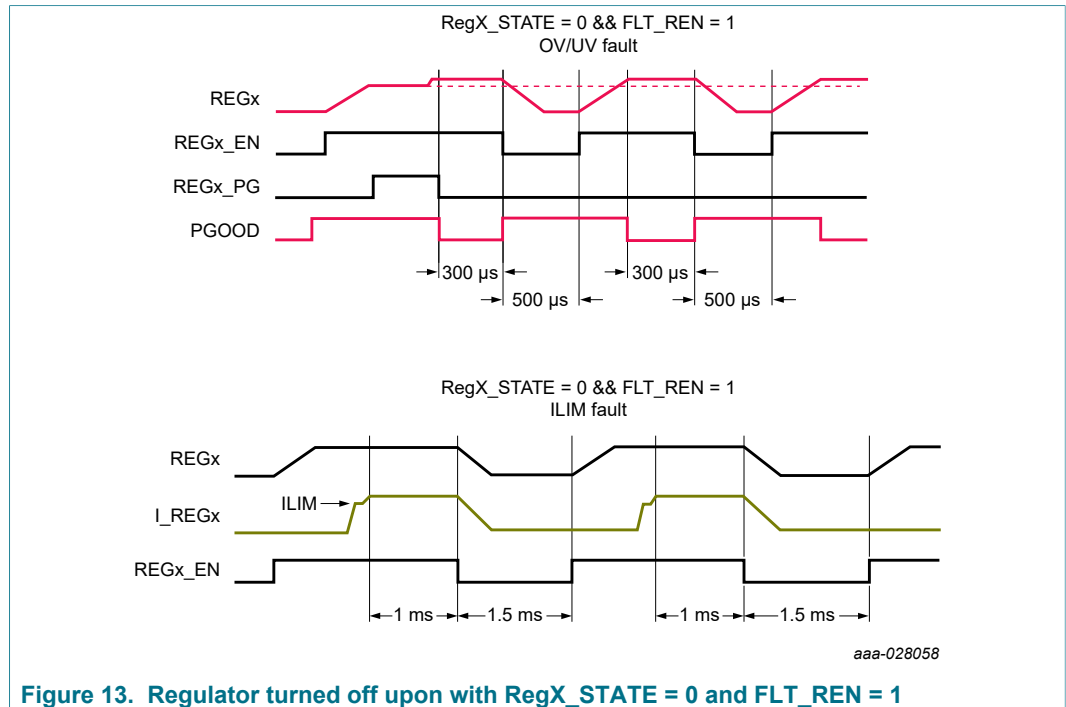 RegX_STATE = 0 && FLT_REN = 1
OV/UV fault
REGx
REGx_EN
REGx_PG
PGOOD
300 µs
300 µs
500 µs
500 µs
RegX_STATE = 0 && FLT_REN = 1
ILIM fault
REGx
ILIM
I_REGx
REGx_EN
1 ms
1.5 ms
1 ms
1.5 ms
aaa-028058
Figure 13. Regulator turned off upon with RegX_STATE = 0 and FLT_REN = 1